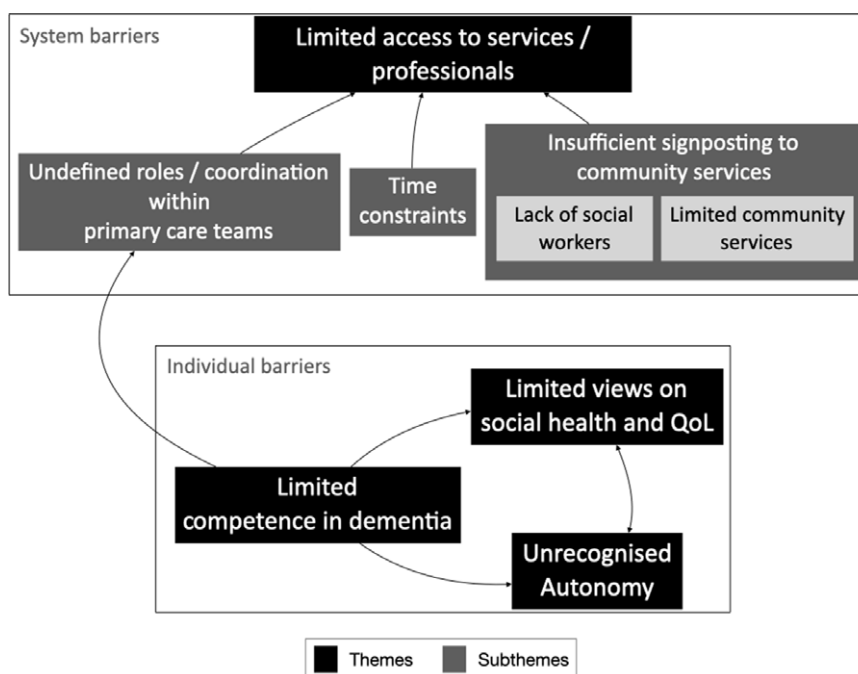 System barriers
Limited access to services /
professionals
Undefined roles / coordination
within
primary care teams
Time
constraints
Insufficient signposting to
community services
Lack of social
workers
Limited community
services
Individual barriers
Limited views on
social health and QoL
Limited
competence in dementia
Unrecognised
Autonomy
Themes
Subthemes